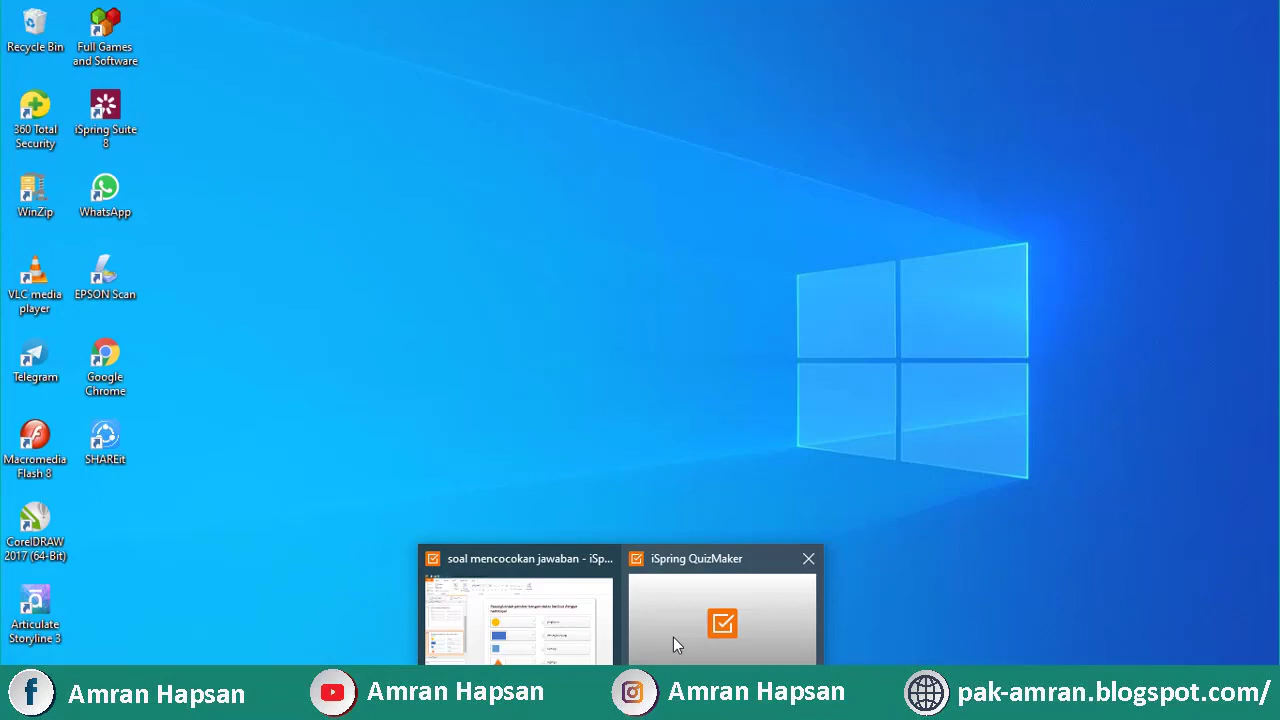 Recycle Bin
Full Games
and Software
360 Total
Security
iSpring Suite
8
WinZip
WhatsApp
VLC media
player
EPSON Scan
Telegram
Google
Chrome
Macromedia
Flash 8
SHAREit
CorelDRAW
2017 (64-Bit)
Articulate
Storyline 3
soal mencocokan jawaban - iSp...
iSpring QuizMaker
Amran Hapsan
Amran Hapsan
Amran Hapsan
pak-amran.blogspot.com/